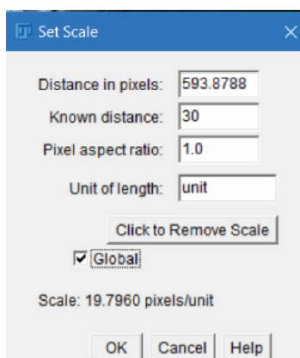 Set Scale
Distance in pixels: 593.8788
Known distance: 30
Pixel aspect ratio: 1.0
Unit of length: unit
Click to Remove Scale
Global
Scale: 19.7960 pixels/unit
OK Cancel Help